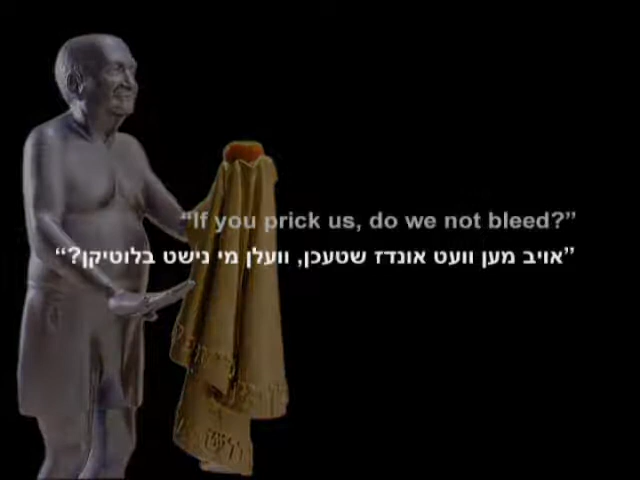 “If you prick us, do we not bleed?”
”אויב מען וועט אונדז שטעכן, וועלן מי נישט בלוטיקן?“